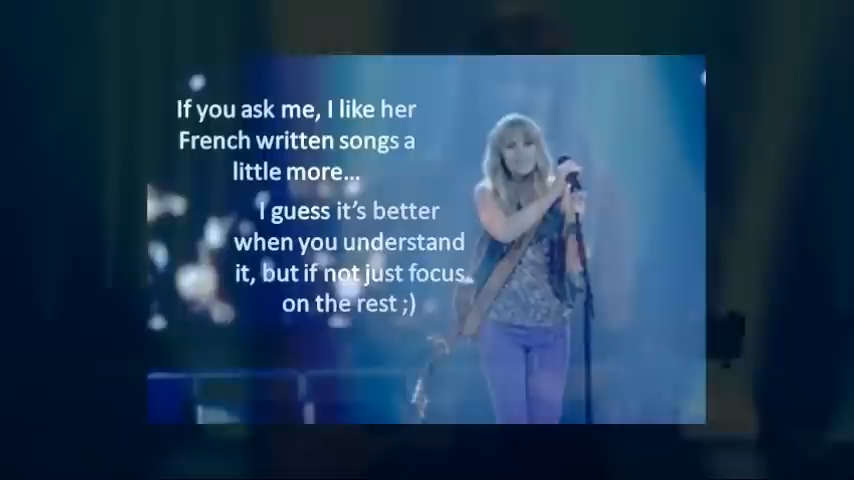 If you ask me, I like her
French written songs a
little more...
I guess it's better
when you understand
it, but if not just focus
on the rest ;)